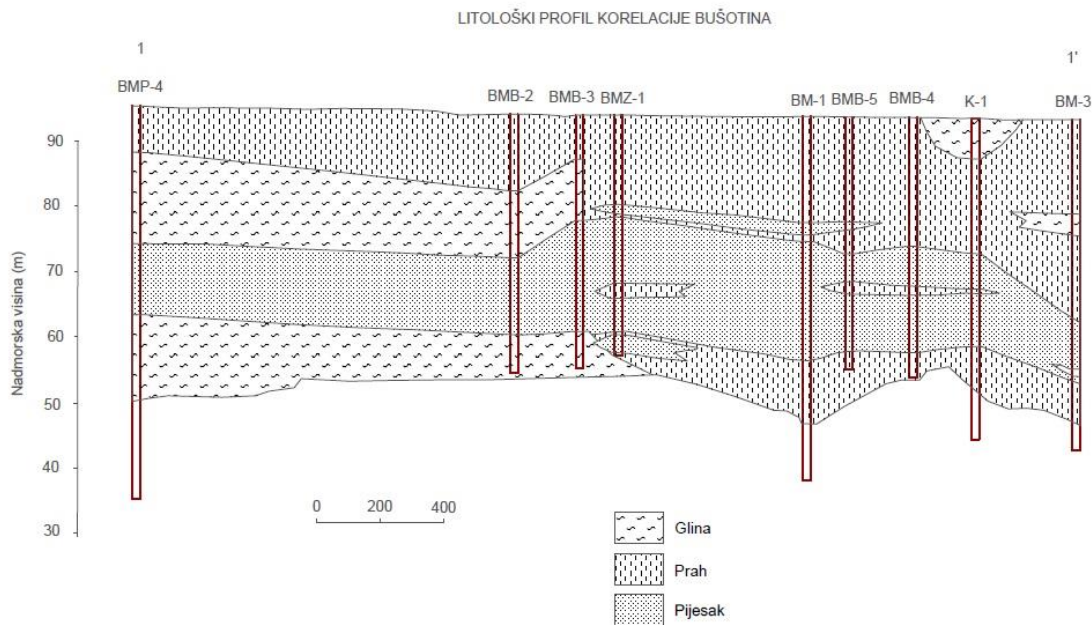 LITOLOŠKI PROFIL KORELACIJE BUŠOTINA
1
1'
BMP-4
BMB-2
BMB-3
BMZ-1
BM-1
BMB-5
BMB-4
K-1
BM-3
Nadmorska visina (m)
90
80
70
60
50
40
30
0 200 400
Glina
Prah
Pijesak